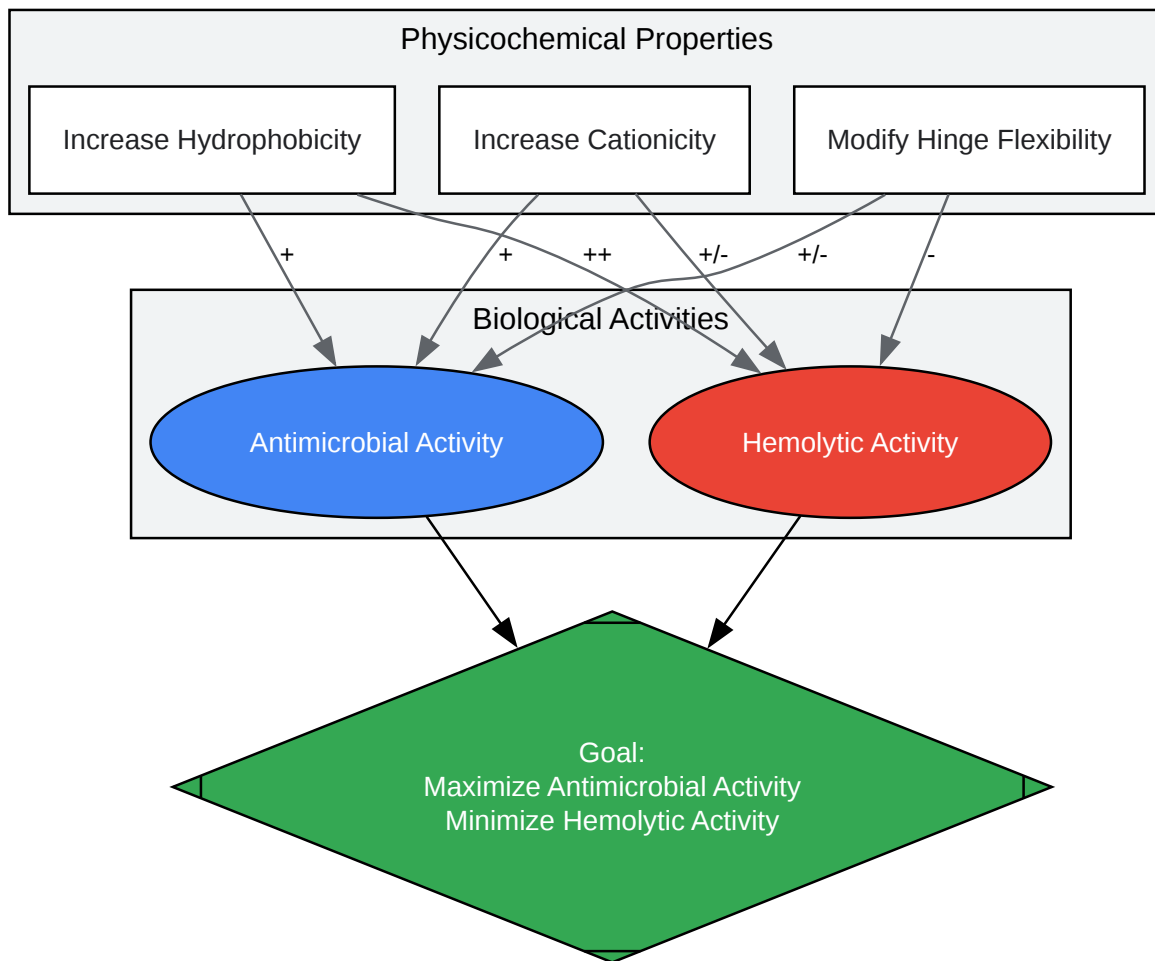 Physicochemical Properties
Increase Hydrophobicity
Increase Cationicity
Modify Hinge Flexibility
+
+
++
+/-
+/-
-
Biological Activities
Antimicrobial Activity
Hemolytic Activity
Goal:
Maximize Antimicrobial Activity
Minimize Hemolytic Activity